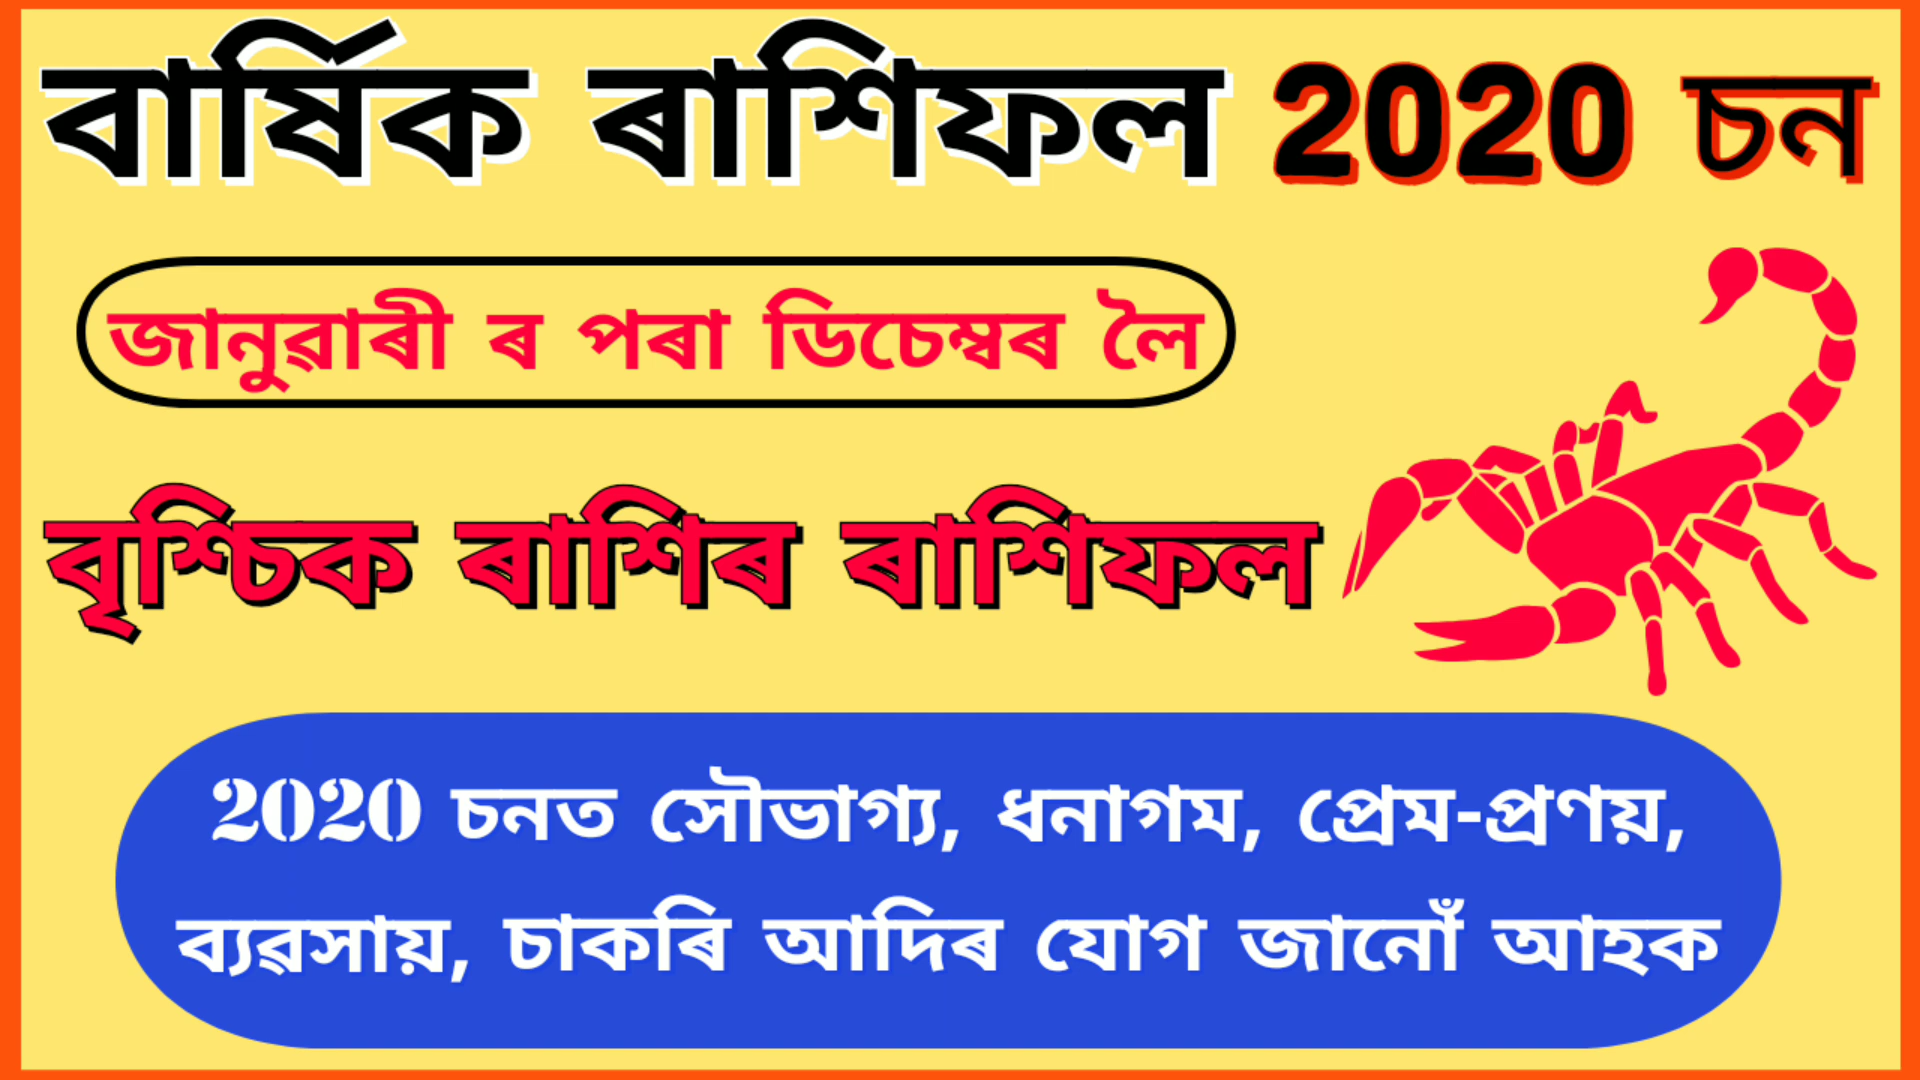 বাৰ্ষিক ৰাশিফল 2020 চন
জানুৱাৰী ৰ পৰা ডিচেম্বৰ লৈ
বৃশ্চিক ৰাশিৰ ৰাশিফল
2020 চনত সৌভাগ্য, ধনাগম, প্ৰেম-প্ৰণয়,
ব্যৱসায়, চাকৰি আদিৰ যোগ জানোঁ আহক